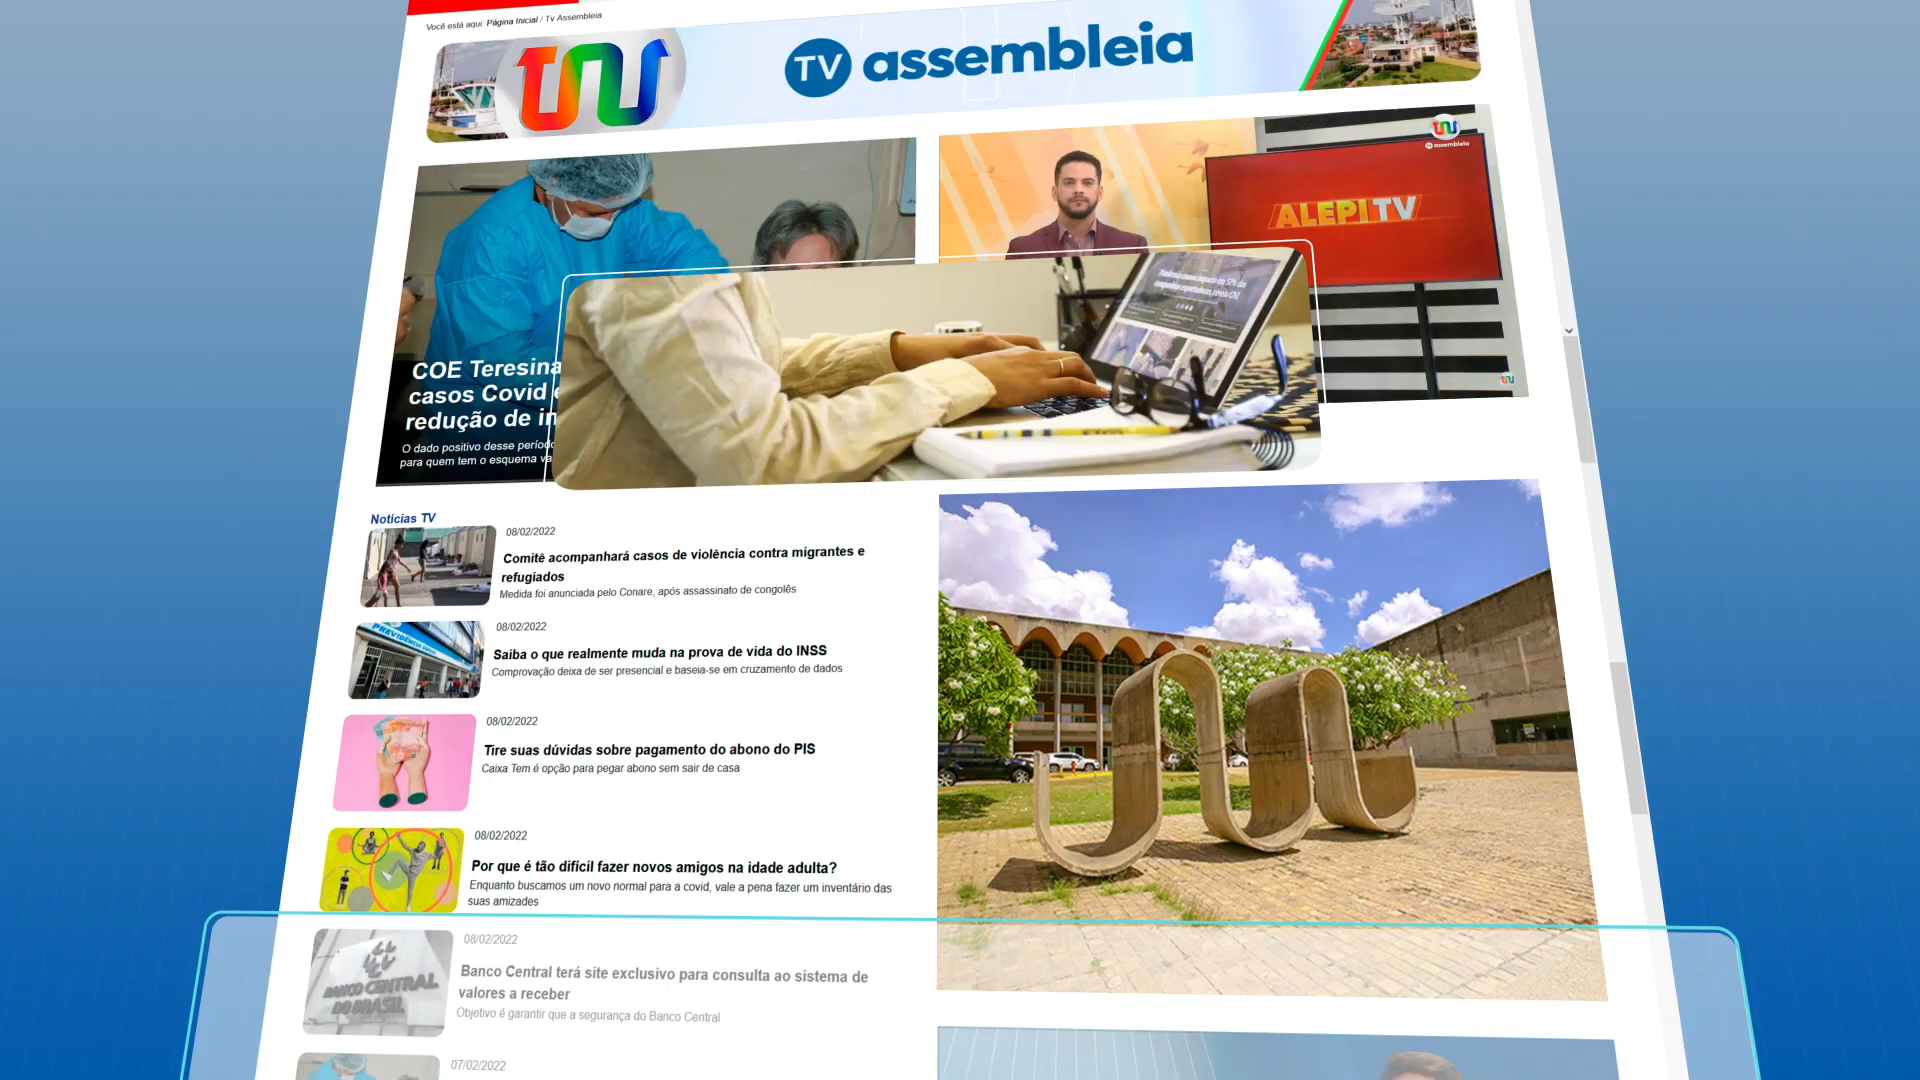 Você está aqui: Página Inicial / Tv Assembleia
TV assembleia
ALEPI TV
TV assembleia
COE Teresina
casos Covid
redução de in
O dado positivo desse período
para quem tem o esquema va
Notícias TV
08/02/2022
Comitê acompanhará casos de violência contra migrantes e
refugiados
Medida foi anunciada pelo Conare, após assassinato de congolês
PREVIDÊNCIA SOCIAL
08/02/2022
Saiba o que realmente muda na prova de vida do INSS
Comprovação deixa de ser presencial e baseia-se em cruzamento de dados
08/02/2022
Tire suas dúvidas sobre pagamento do abono do PIS
Caixa Tem é opção para pegar abono sem sair de casa
08/02/2022
Por que é tão difícil fazer novos amigos na idade adulta?
Enquanto buscamos um novo normal para a covid, vale a pena fazer um inventário das
suas amizades
BANCO CENTRAL
DO BRASIL
08/02/2022
Banco Central terá site exclusivo para consulta ao sistema de
valores a receber
Objetivo é garantir que a segurança do Banco Central
07/02/2022